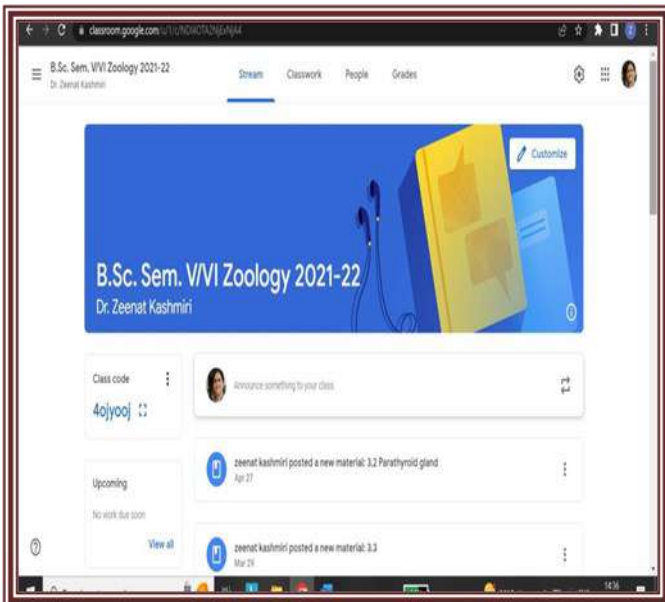 classroom.google.com
B.Sc. Sem. V/VI Zoology 2021-22
Dr. Zeenat Kashmiri
Stream Classwork People Grades
Customize
B.Sc. Sem. V/VI Zoology 2021-22
Dr. Zeenat Kashmiri
Class code
4ojyooj
Announce something to your class
zeenat kashmiri posted a new material: 3.2 Parathyroid gland
Apr 27
Upcoming
No work due soon
View all
zeenat kashmiri posted a new material: 3.3
14:36